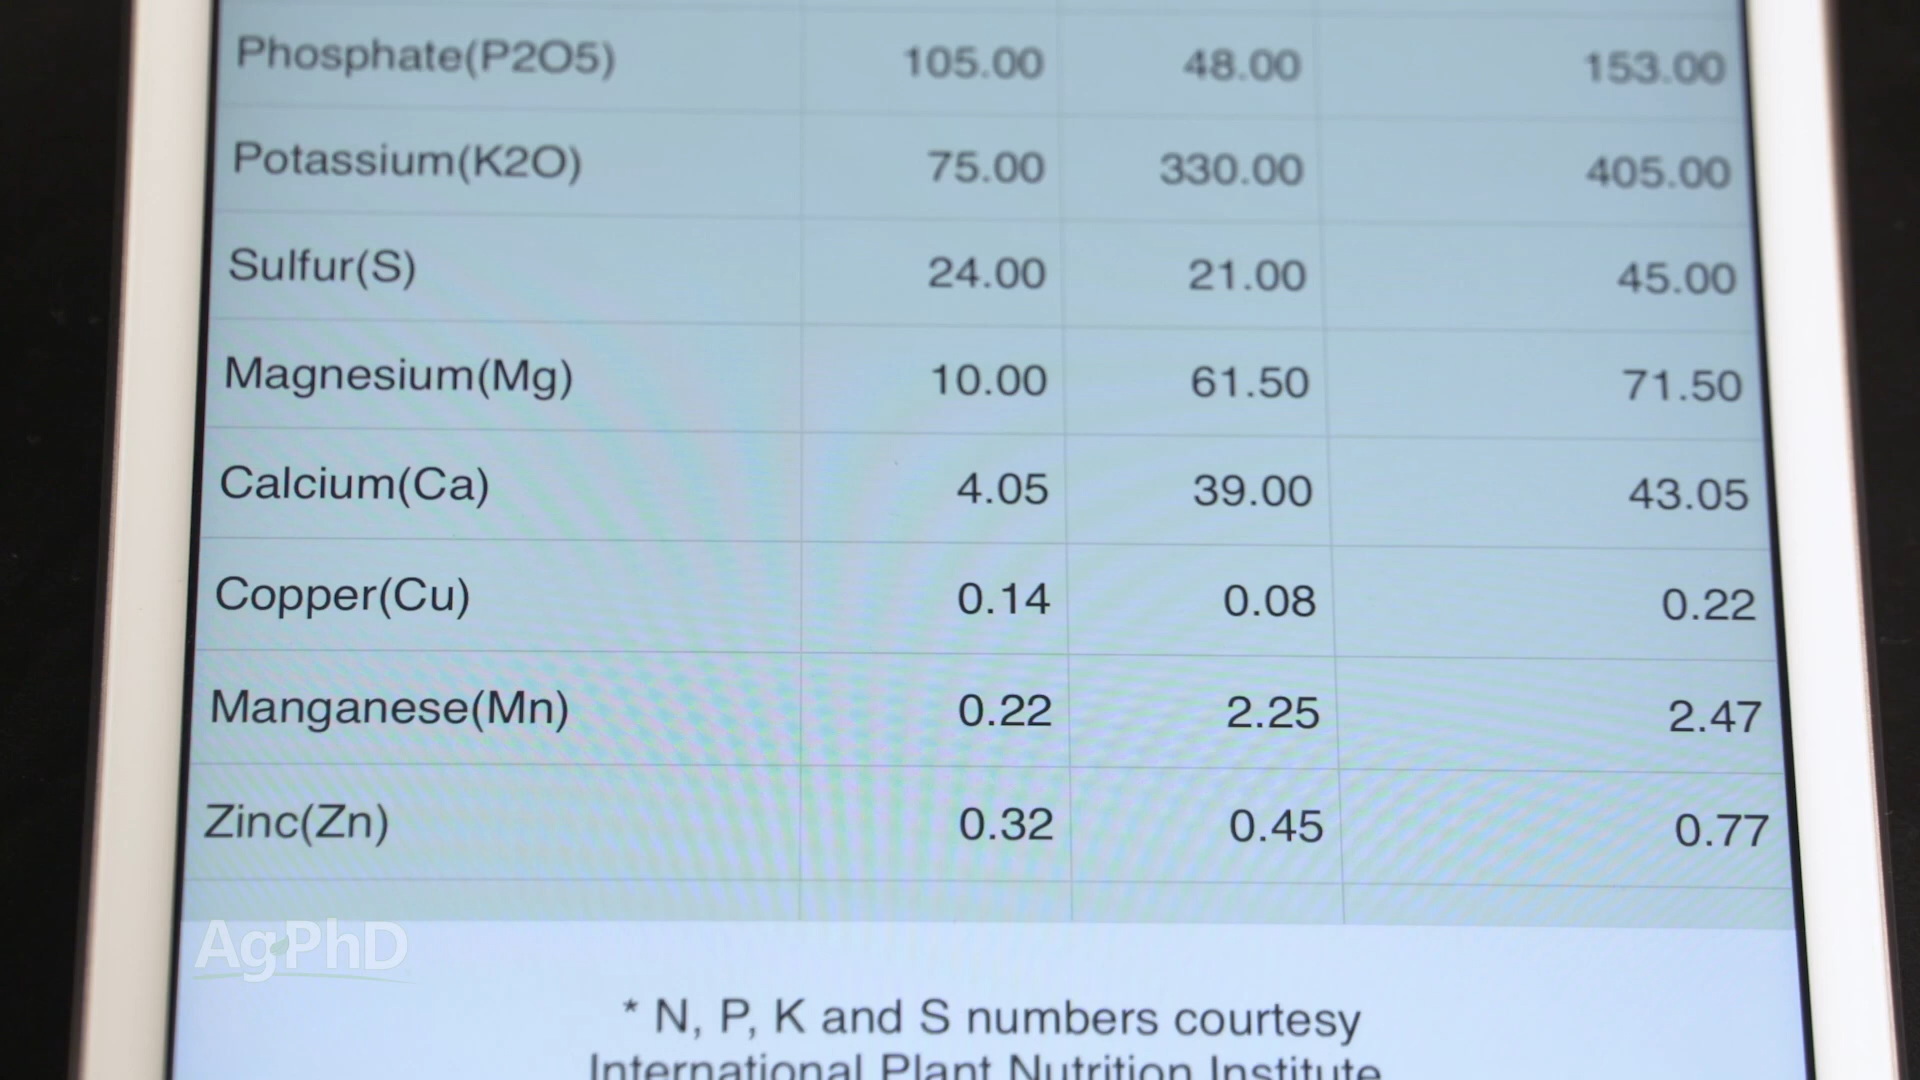 Phosphate(P2O5) 105.00 48.00 153.00
Potassium(K2O) 75.00 330.00 405.00
Sulfur(S) 24.00 21.00 45.00
Magnesium(Mg) 10.00 61.50 71.50
Calcium(Ca) 4.05 39.00 43.05
Copper(Cu) 0.14 0.08 0.22
Manganese(Mn) 0.22 2.25 2.47
Zinc(Zn) 0.32 0.45 0.77
AgPhD
* N, P, K and S numbers courtesy
International Plant Nutrition Institute